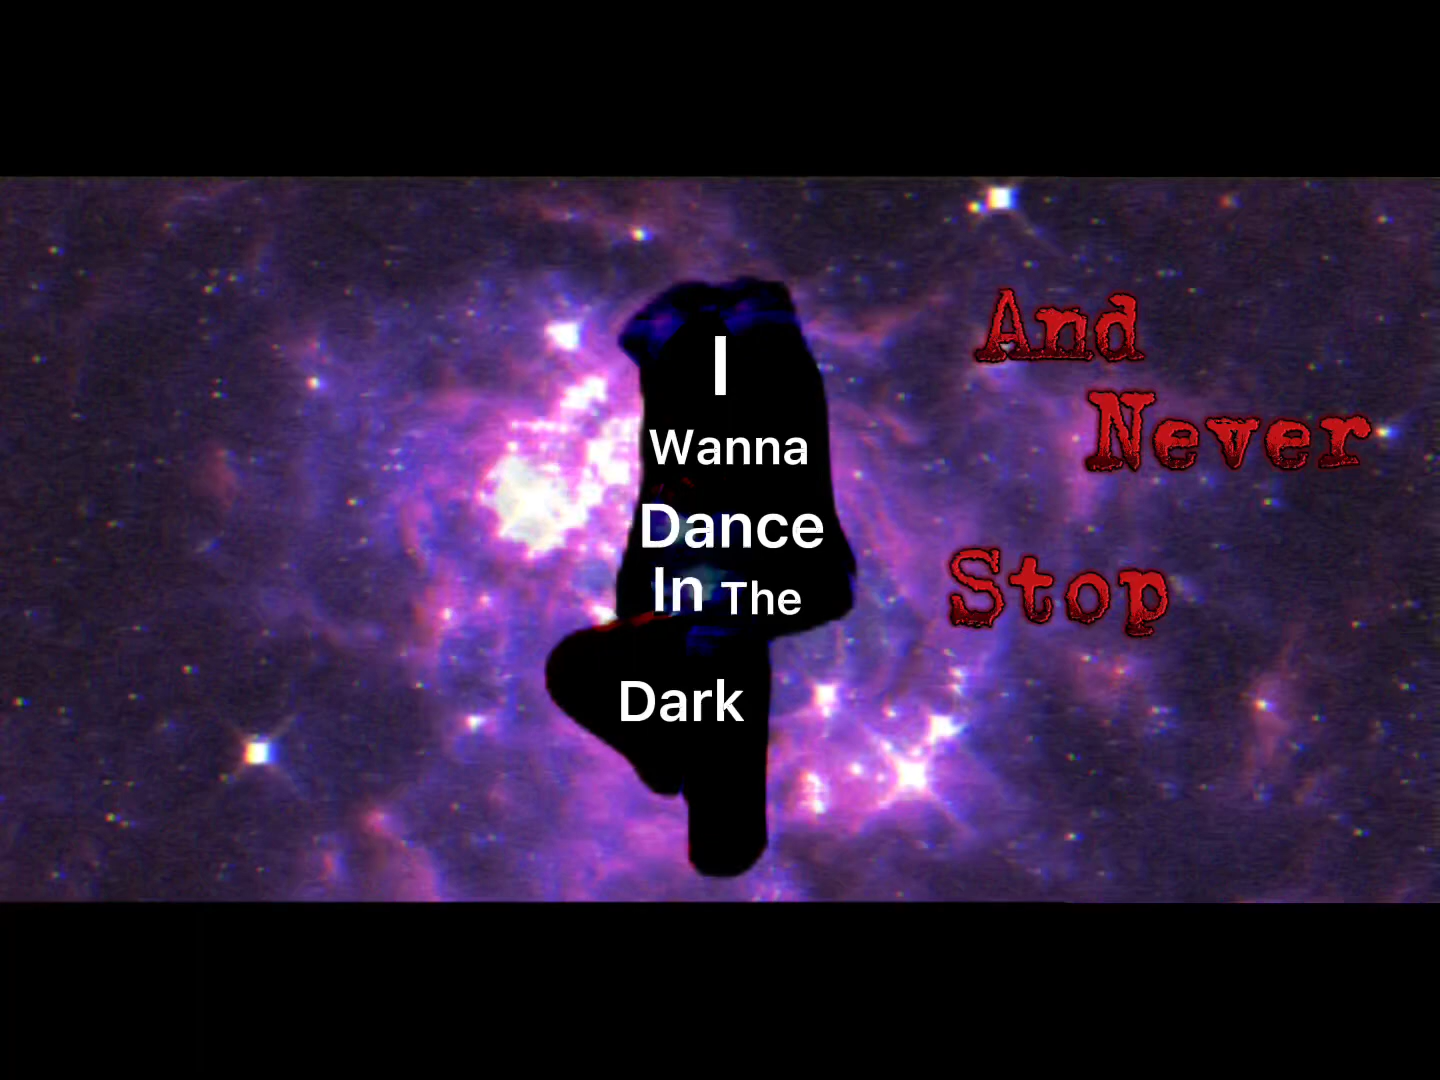 I
Wanna
Dance
In The
Dark
And
Never
Stop